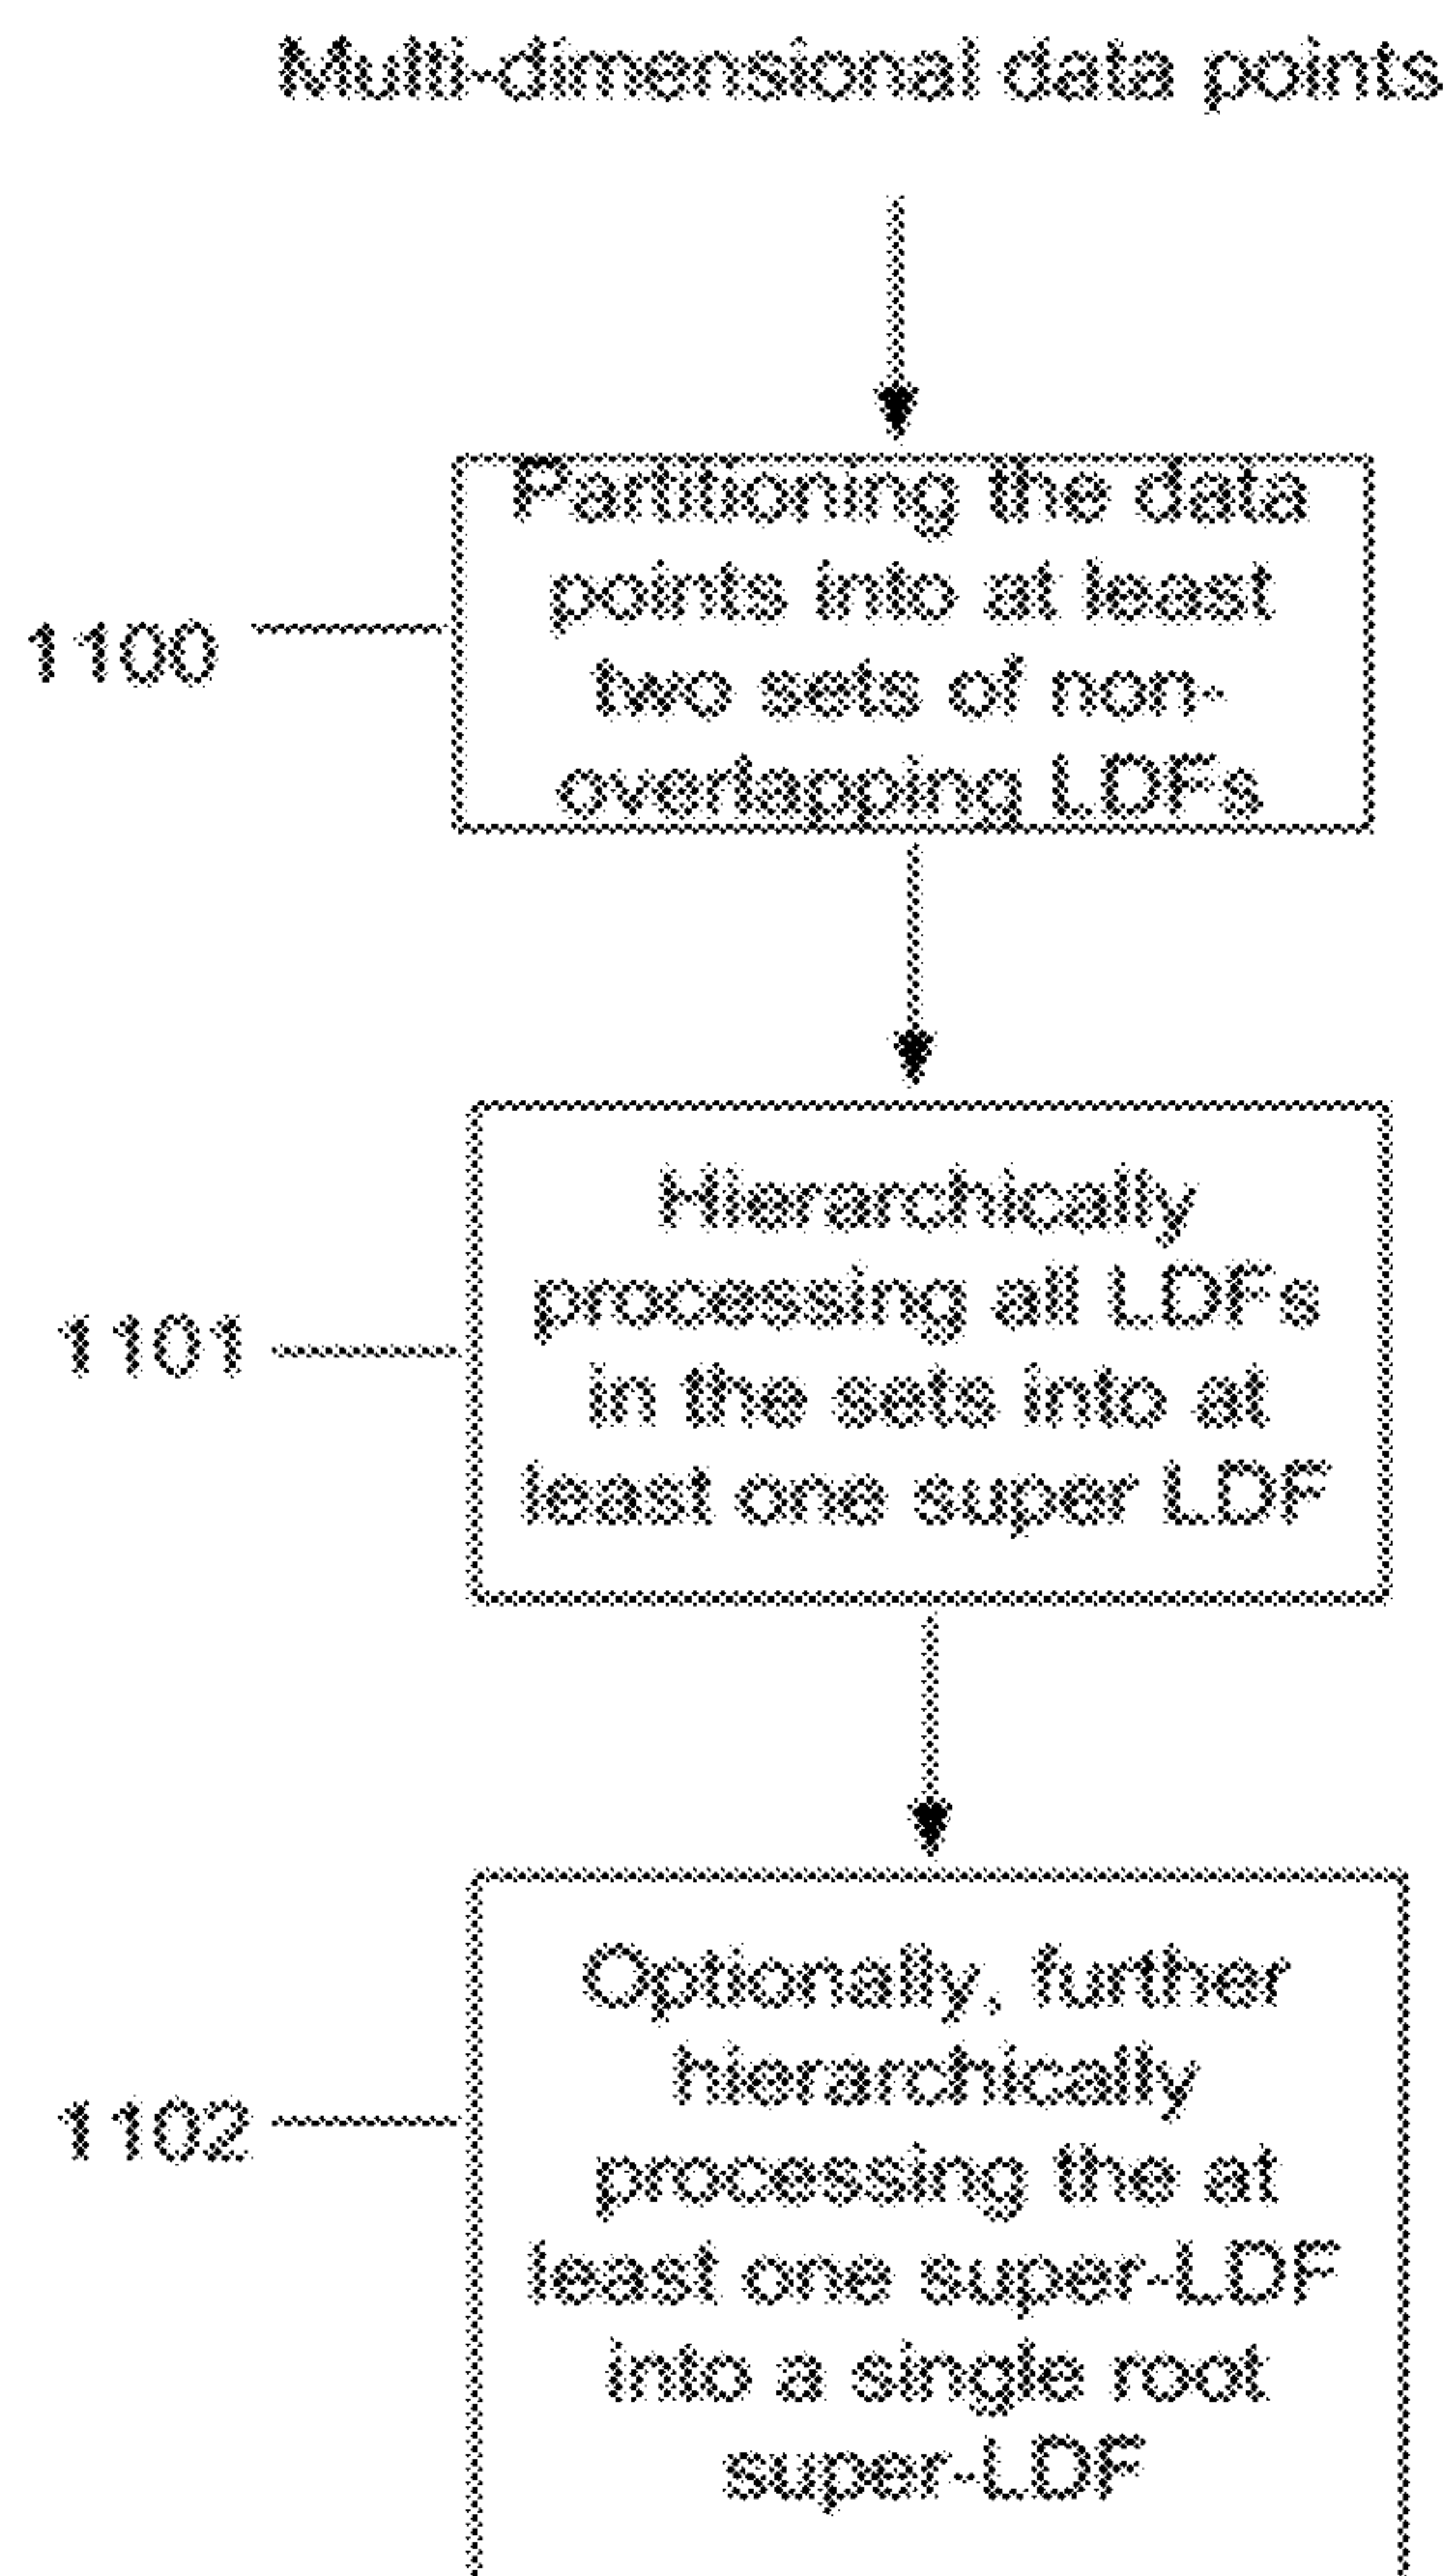 Multi-dimensional data points
Partitioning the data
points into at least
two sets of non-
overlapping LDFs
1100
Hierarchically
processing all LDFs
in the sets into at
least one super LDF
1101
Optionally, further
hierarchically
processing the at
least one super-LDF
into a single root
super-LDF
1102